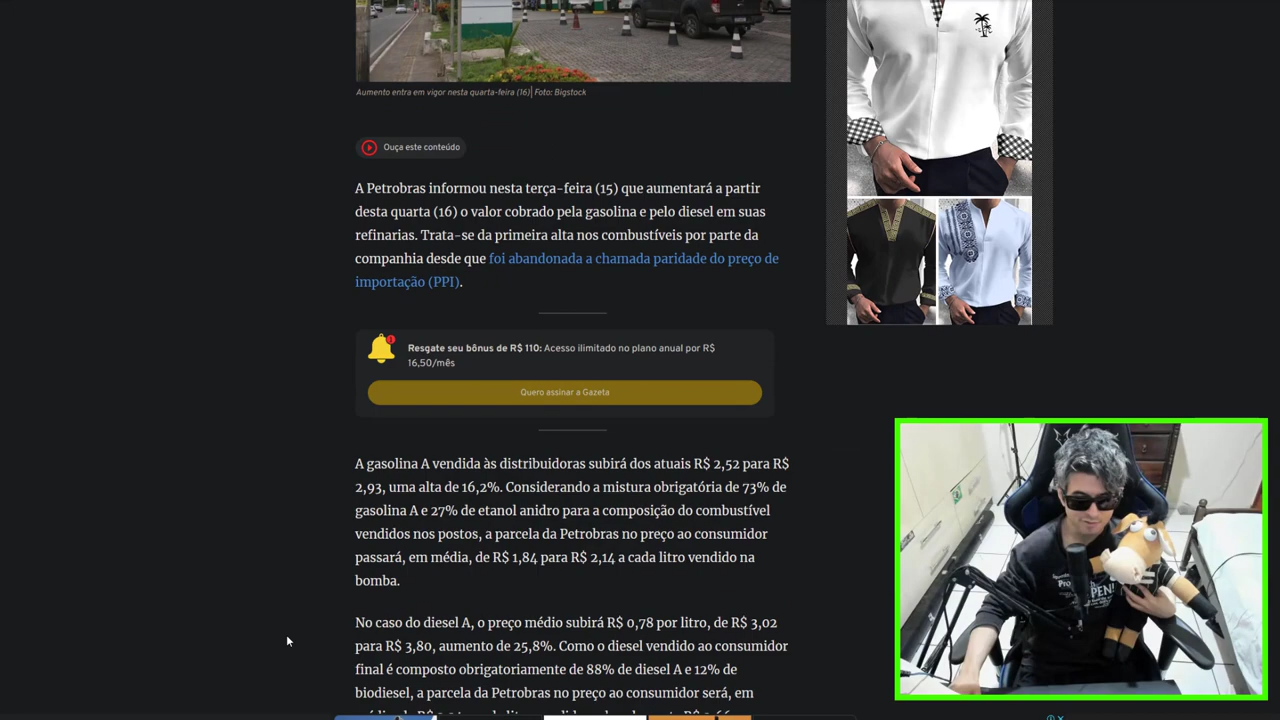 Aumento entra em vigor nesta quarta-feira (16)| Foto: Bigstock
Ouça este conteúdo
A Petrobras informou nesta terça-feira (15) que aumentará a partir
desta quarta (16) o valor cobrado pela gasolina e pelo diesel em suas
refinarias. Trata-se da primeira alta nos combustíveis por parte da
companhia desde que foi abandonada a chamada paridade do preço de
importação (PPI).
Resgate seu bônus de R$ 110: Acesso ilimitado no plano anual por R$
16,50/mês
Quero assinar a Gazeta
A gasolina A vendida às distribuidoras subirá dos atuais R$ 2,52 para R$
2,93, uma alta de 16,2%. Considerando a mistura obrigatória de 73% de
gasolina A e 27% de etanol anidro para a composição do combustível
vendidos nos postos, a parcela da Petrobras no preço ao consumidor
passará, em média, de R$ 1,84 para R$ 2,14 a cada litro vendido na
bomba.
No caso do diesel A, o preço médio subirá R$ 0,78 por litro, de R$ 3,02
para R$ 3,80, aumento de 25,8%. Como o diesel vendido ao consumidor
final é composto obrigatoriamente de 88% de diesel A e 12% de
biodiesel, a parcela da Petrobras no preço ao consumidor será, em